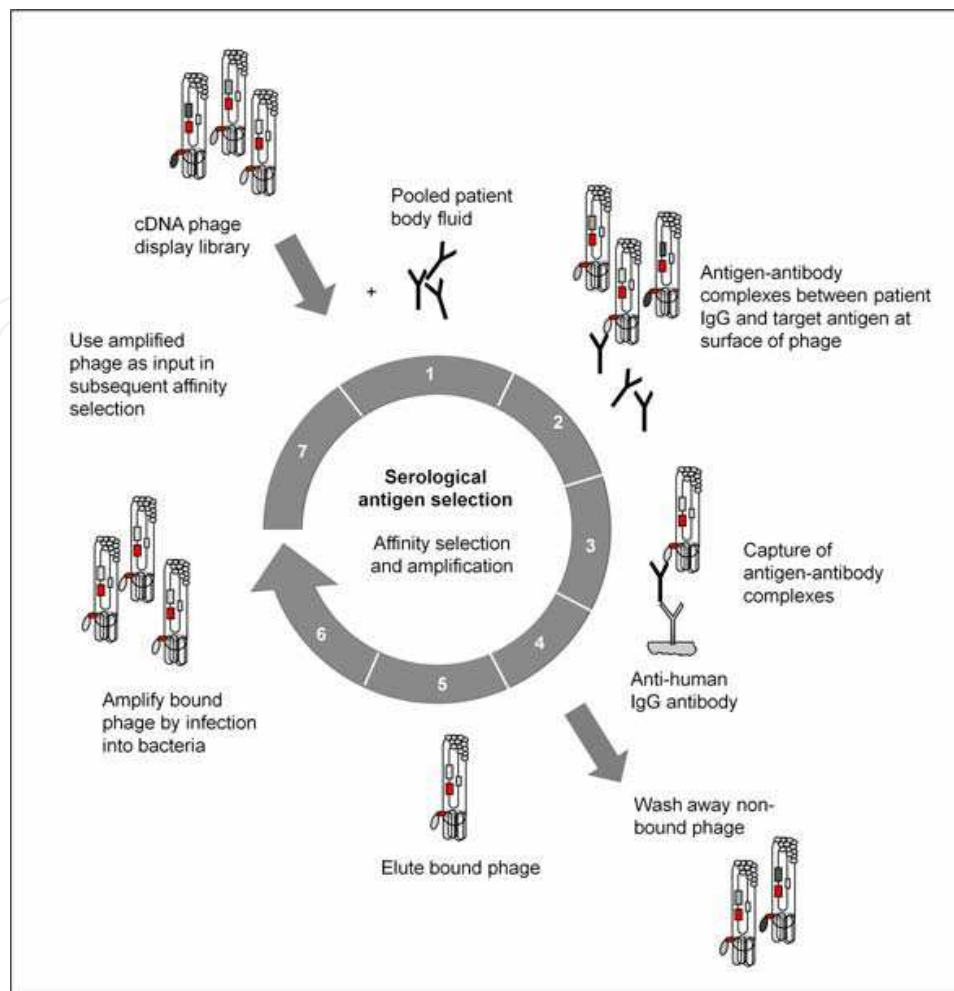 cDNA phage
display library
Pooled patient
body fluid
+
Antigen-antibody
complexes between patient
IgG and target antigen at
surface of phage
Use amplified
phage as input in
subsequent affinity
selection
1
2
3
4
5
6
7
Serological
antigen selection
Affinity selection
and amplification
Capture of
antigen-antibody
complexes
Anti-human
IgG antibody
Amplify bound
phage by infection
into bacteria
Elute bound phage
Wash away non-
bound phage